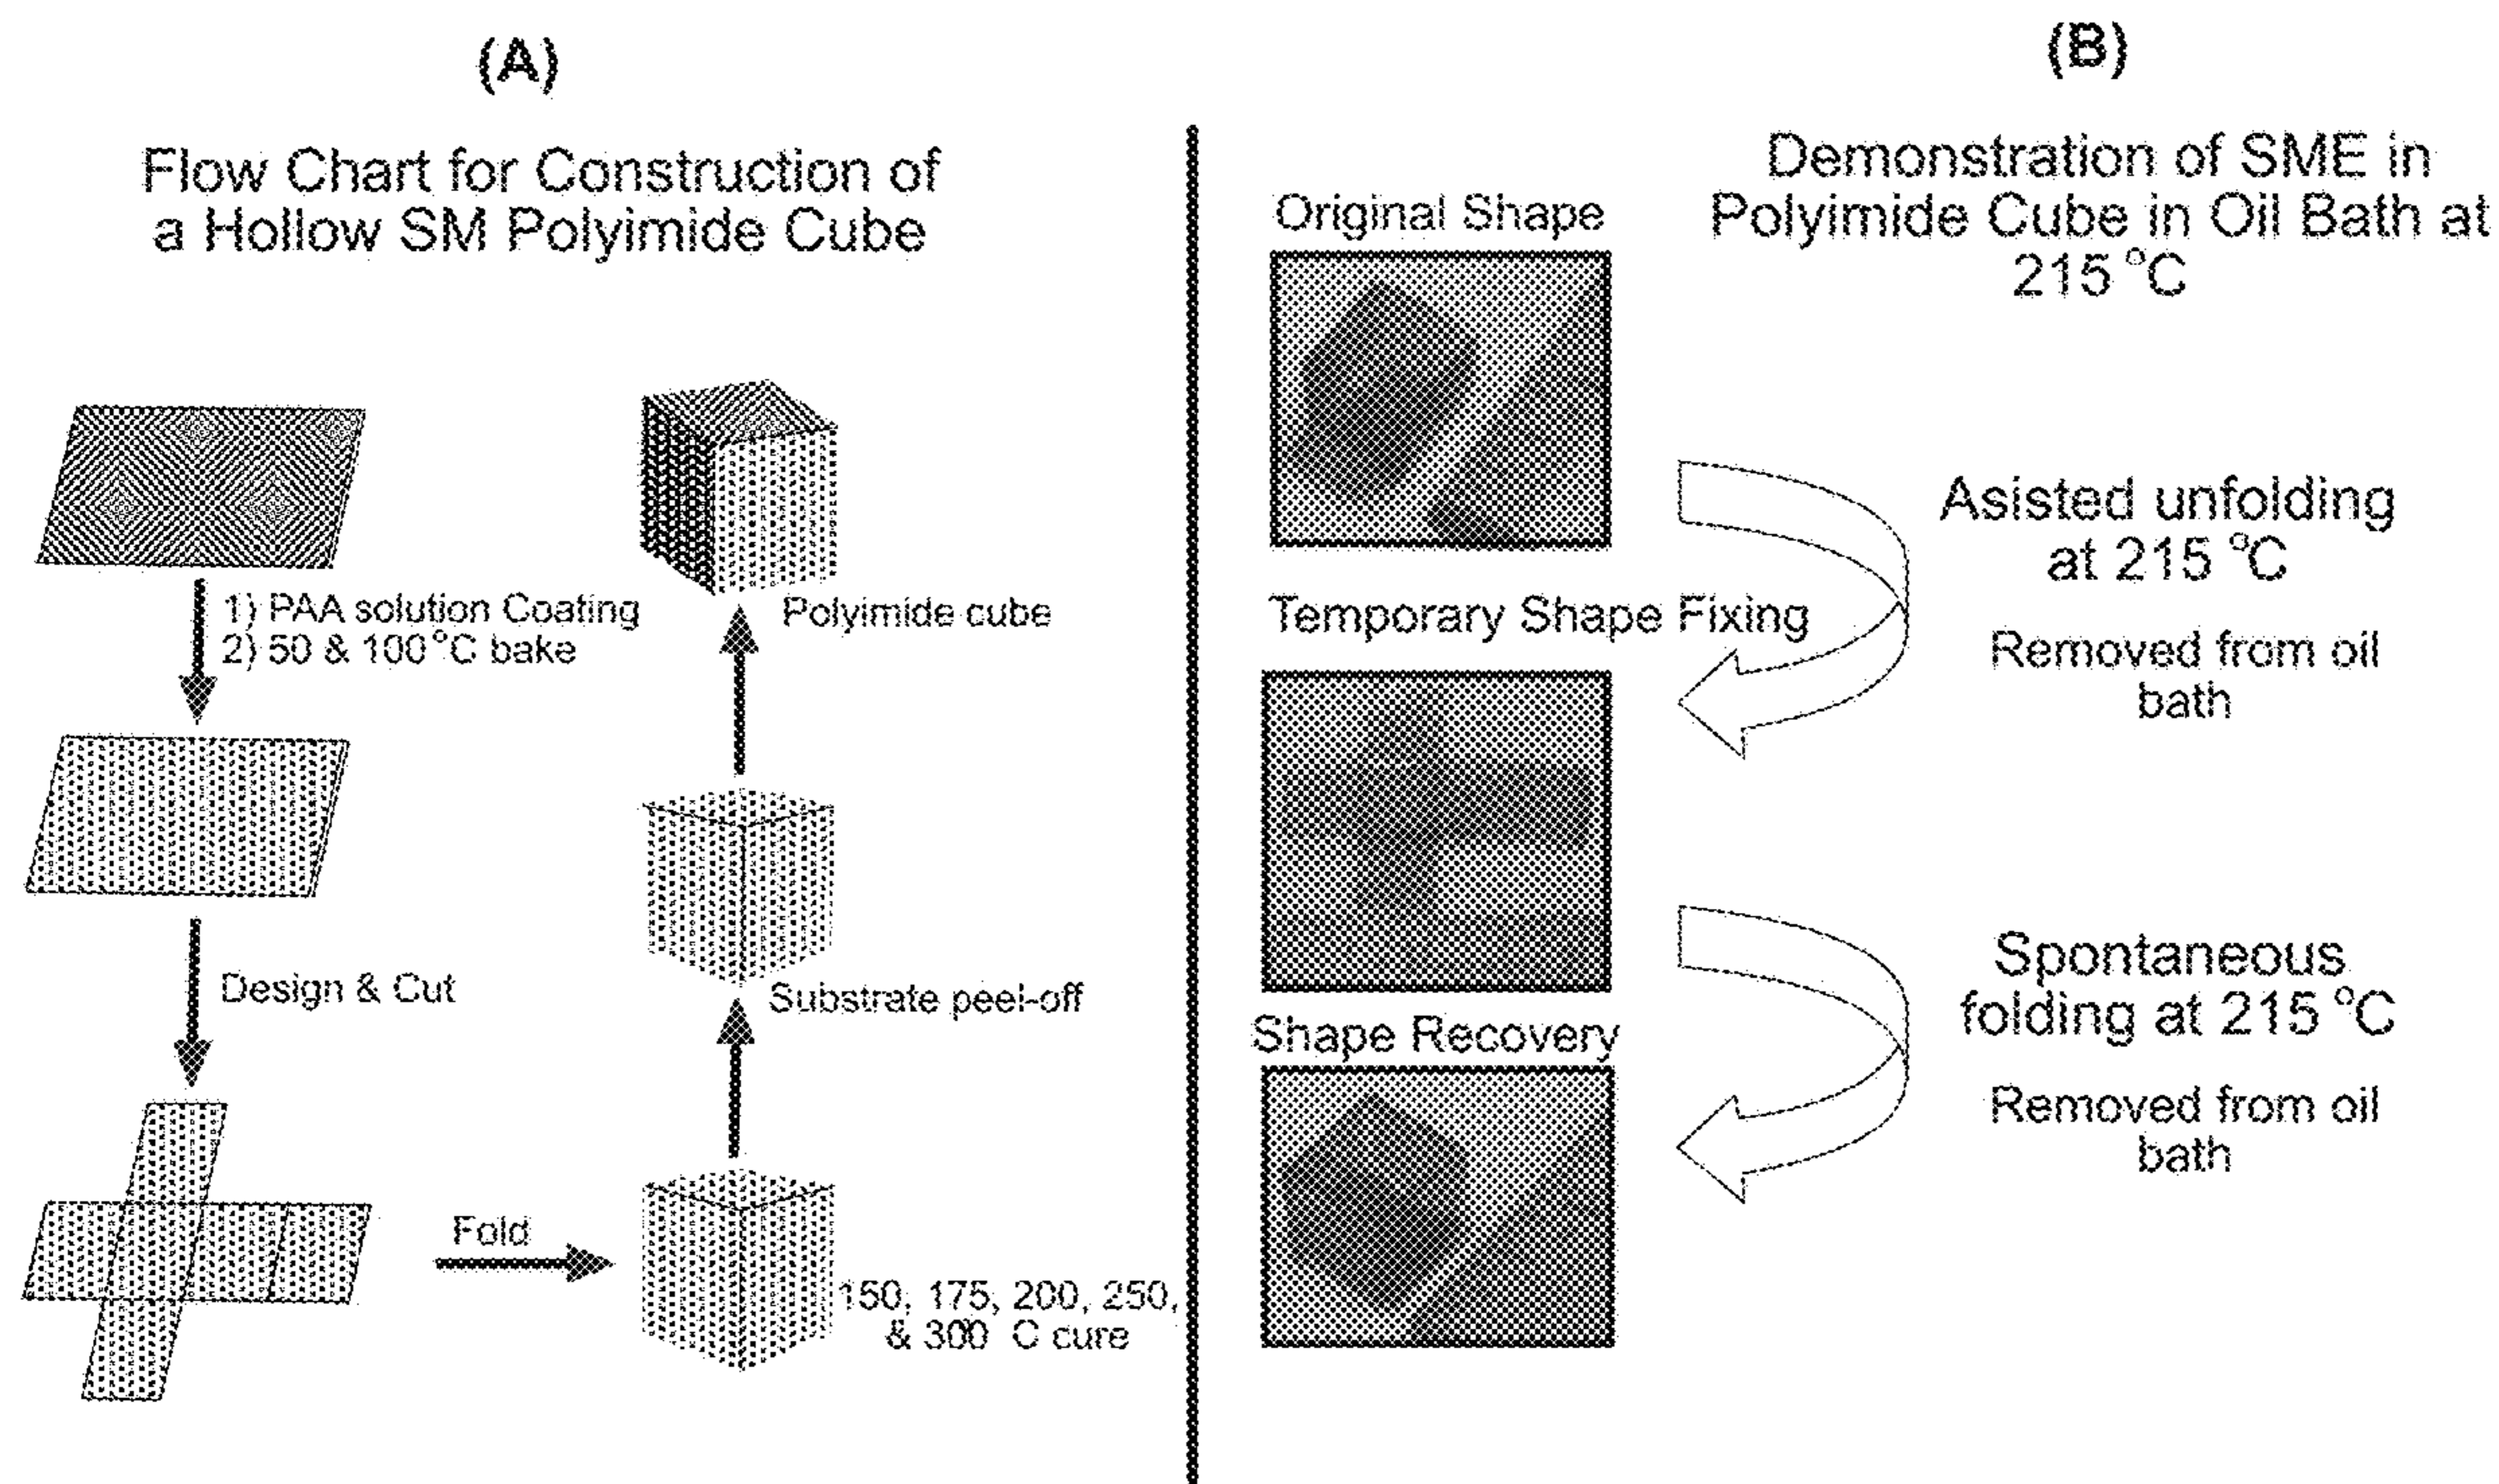 (A)
Flow Chart for Construction of
a Hollow SM Polyimide Cube
1) PAA solution Coating
2) 50 & 100 °C bake
Design & Cut
Fold
150, 175, 200, 250,
& 300 C cure
Substrate peel-off
Polyimide cube
(B)
Demonstration of SME in
Polyimide Cube in Oil Bath at
215 °C
Original Shape
Asisted unfolding
at 215 °C
Removed from oil
bath
Temporary Shape Fixing
Spontaneous
folding at 215 °C
Removed from oil
bath
Shape Recovery